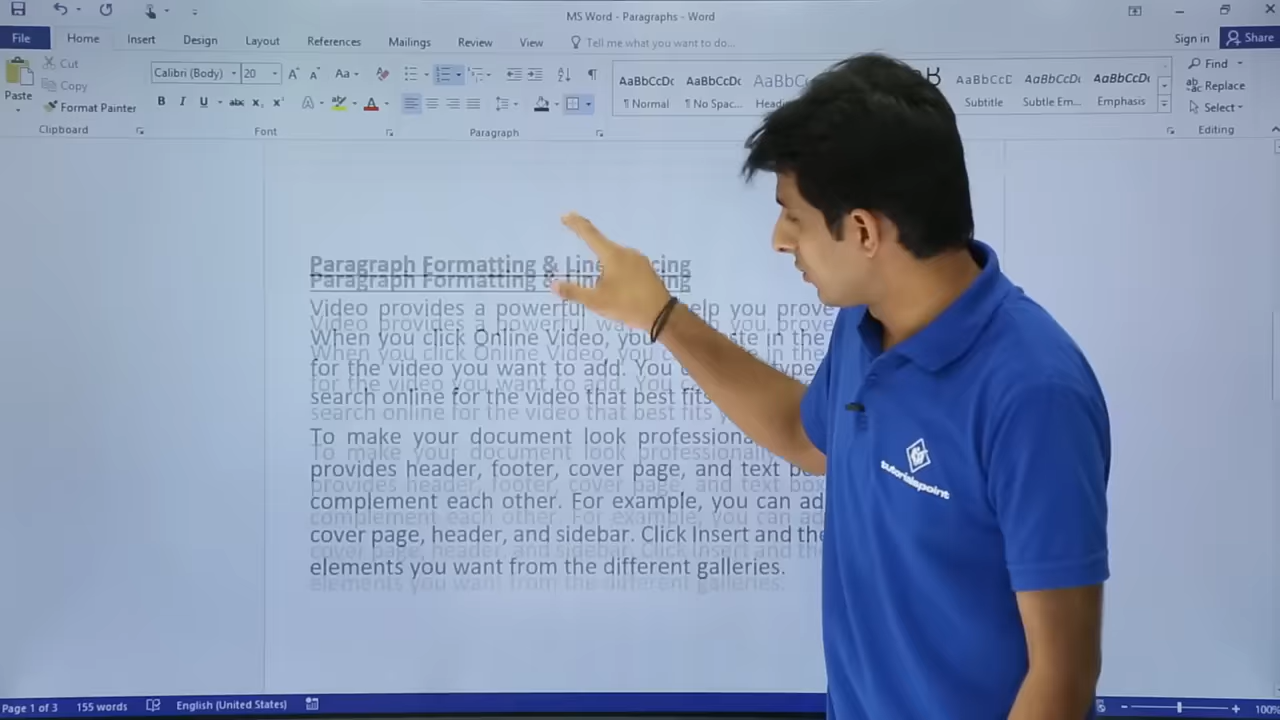 MS Word - Paragraphs - Word
File Home Insert Design Layout References Mailings Review View Tell me what you want to do... Sign in Share
Paste
Cut
Copy
Format Painter
Clipboard
Calibri (Body) 20
Font
Paragraph
AaBbCcDc AaBbCcDc AaBbCc AaBbCcD AaBbCcDc AaBbCcDc
¶ Normal ¶ No Spac... Subtitle Subtle Em... Emphasis
Find
Replace
Select
Editing
Paragraph Formatting & Line
Video provides a powerful help you prove
When you click Online Video, you in the
for the video you want to add. You type
search online for the video that best fits
To make your document look professional
provides header, footer, cover page, and text
complement each other. For example, you can ad
cover page, header, and sidebar. Click Insert and the
elements you want from the different galleries.
tutorialspoint
Page 1 of 3 155 words English (United States) 100%